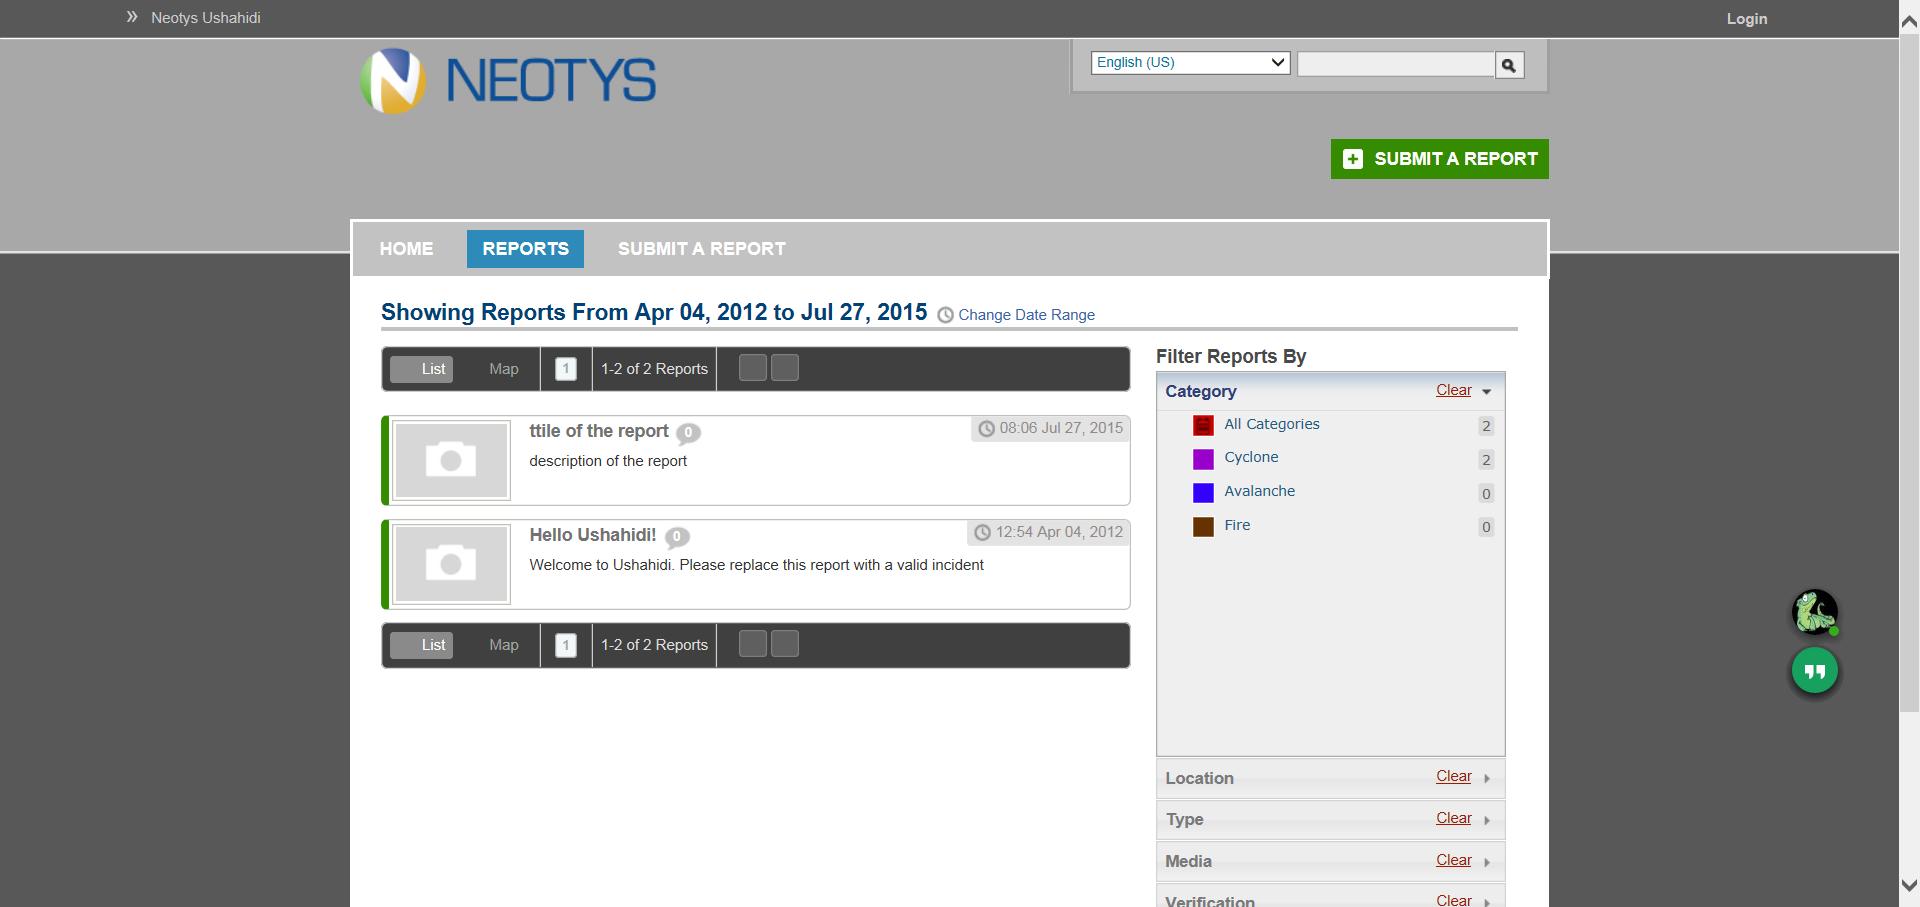 Neotys Ushahidi
Login
NEOTYS
English (US)
SUBMIT A REPORT
HOME REPORTS SUBMIT A REPORT
Showing Reports From Apr 04, 2012 to Jul 27, 2015 Change Date Range
List Map 1 1-2 of 2 Reports
ttile of the report 0 08:06 Jul 27, 2015
description of the report
Hello Ushahidi! 0 12:54 Apr 04, 2012
Welcome to Ushahidi. Please replace this report with a valid incident
List Map 1 1-2 of 2 Reports
Filter Reports By
Category Clear
All Categories 2
Cyclone 2
Avalanche 0
Fire 0
Location Clear
Type Clear
Media Clear
Verification Clear